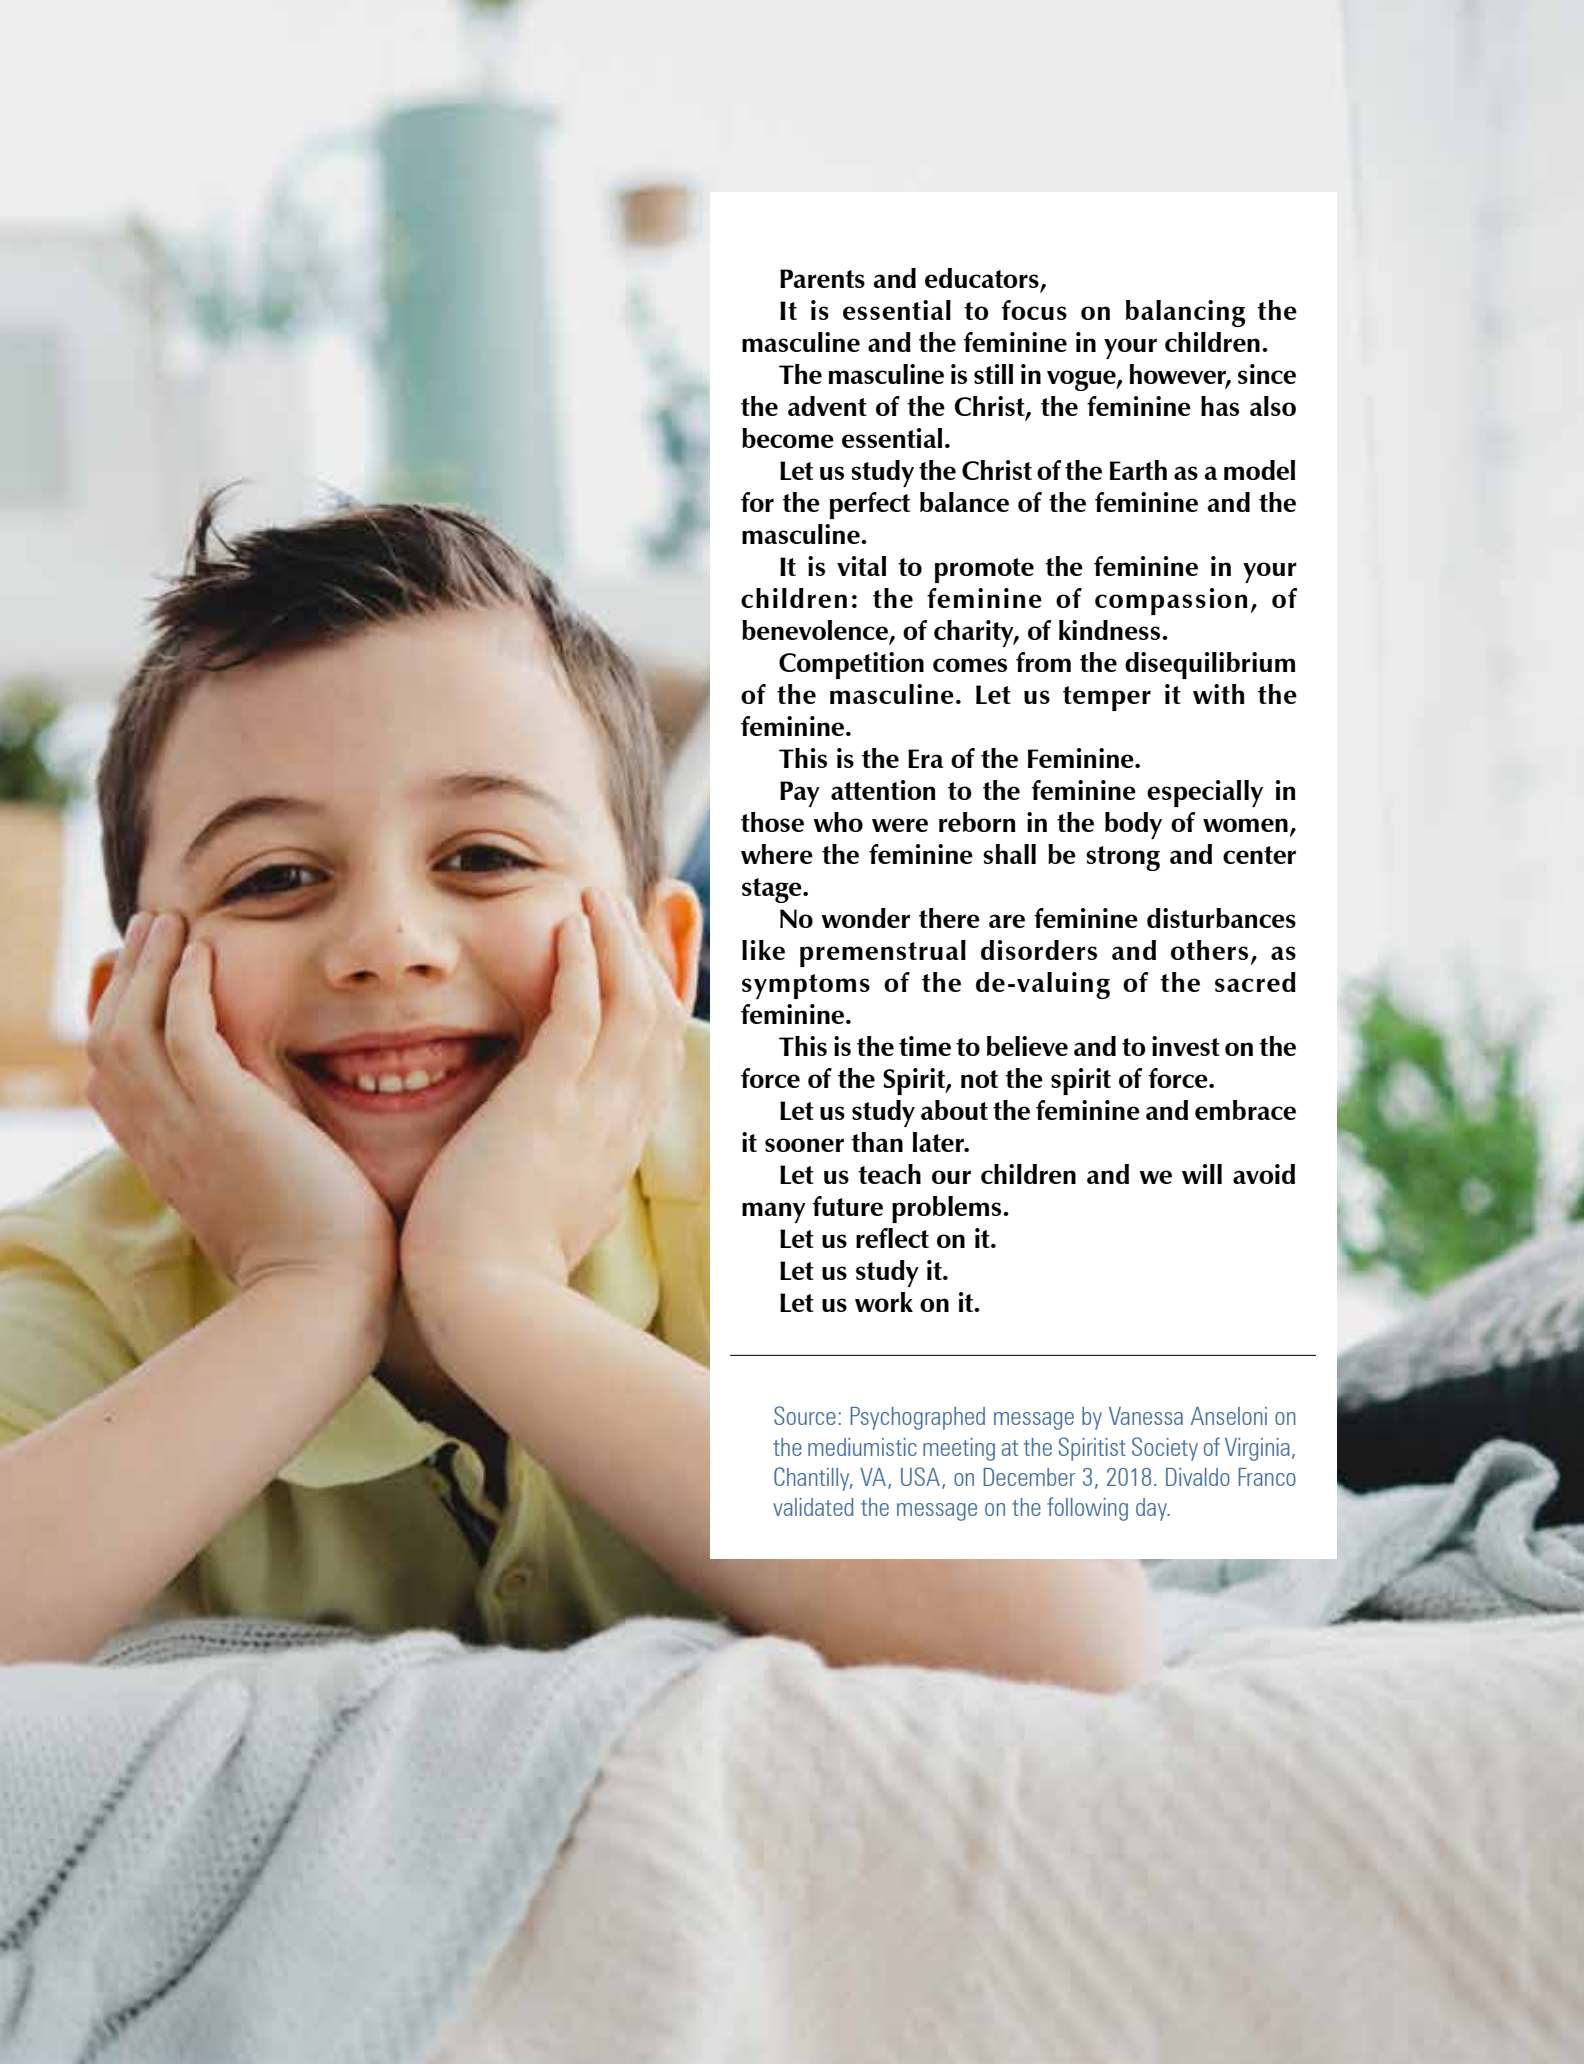 Parents and educators,
It is essential to focus on balancing the
masculine and the feminine in your children.
The masculine is still in vogue, however, since
the advent of the Christ, the feminine has also
become essential.
Let us study the Christ of the Earth as a model
for the perfect balance of the feminine and the
masculine.
It is vital to promote the feminine in your
children: the feminine of compassion, of
benevolence, of charity, of kindness.
Competition comes from the disequilibrium
of the masculine. Let us temper it with the
feminine.
This is the Era of the Feminine.
Pay attention to the feminine especially in
those who were reborn in the body of women,
where the feminine shall be strong and center
stage.
No wonder there are feminine disturbances
like premenstrual disorders and others, as
symptoms of the de-valuing of the sacred
feminine.
This is the time to believe and to invest on the
force of the Spirit, not the spirit of force.
Let us study about the feminine and embrace
it sooner than later.
Let us teach our children and we will avoid
many future problems.
Let us reflect on it.
Let us study it.
Let us work on it.
Source: Psychographed message by Vanessa Anseloni on
the mediumistic meeting at the Spiritist Society of Virginia,
Chantilly, VA, USA, on December 3, 2018. Divaldo Franco
validated the message on the following day.